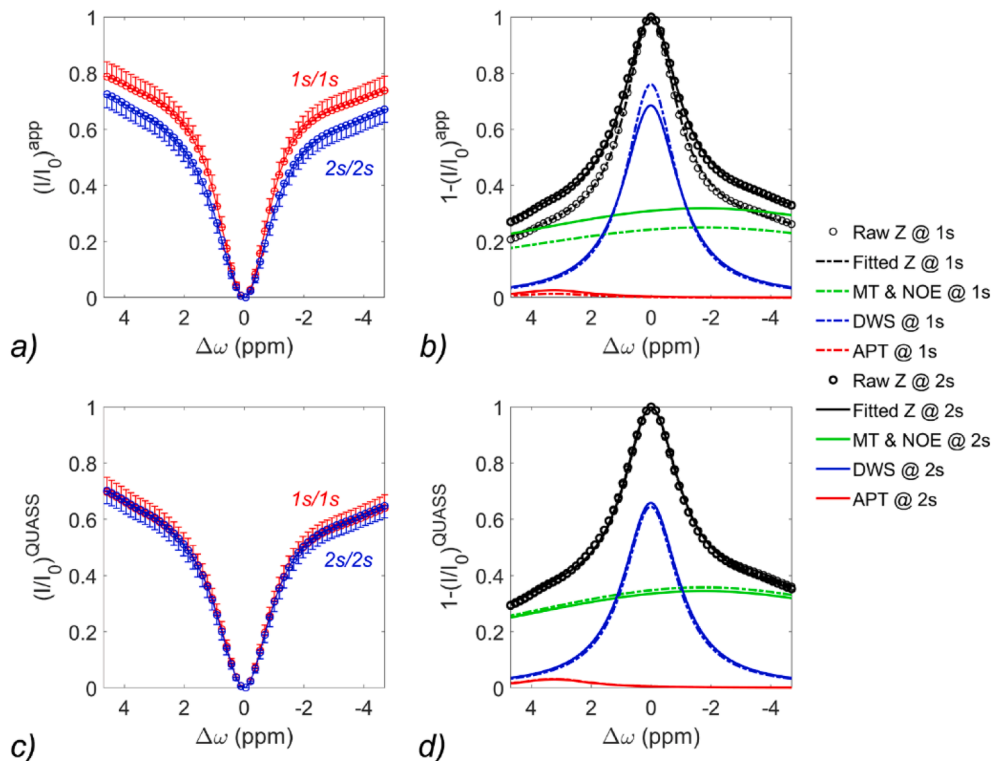 1
0.8
0.6
0.4
0.2
0
(I/I₀)ᵃᵖᵖ
1s/1s
2s/2s
4 2 0 -2 -4
Δω (ppm)
a)
1
0.8
0.6
0.4
0.2
0
1-(I/I₀)ᵃᵖᵖ
4 2 0 -2 -4
Δω (ppm)
b)
Raw Z @ 1s
Fitted Z @ 1s
MT & NOE @ 1s
DWS @ 1s
APT @ 1s
Raw Z @ 2s
Fitted Z @ 2s
MT & NOE @ 2s
DWS @ 2s
APT @ 2s
1
0.8
0.6
0.4
0.2
0
(I/I₀)QUASS
1s/1s
2s/2s
4 2 0 -2 -4
Δω (ppm)
c)
1
0.8
0.6
0.4
0.2
0
1-(I/I₀)QUASS
4 2 0 -2 -4
Δω (ppm)
d)